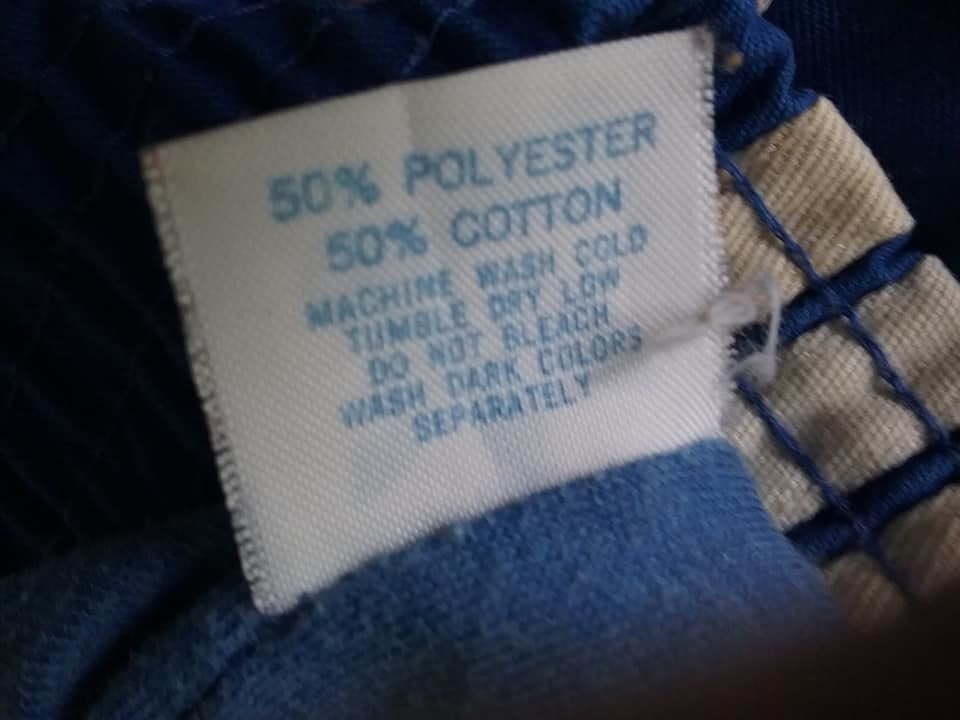 50% POLYESTER
50% COTTON
MACHINE WASH COLD
TUMBLE DRY LOW
DO NOT BLEACH
WASH DARK COLORS
SEPARATELY